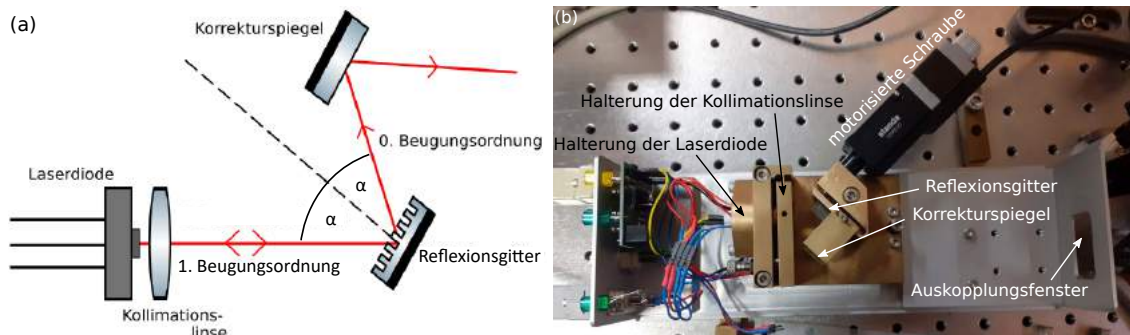 (a)
Korrekturspiegel
0. Beugungsordnung
Laserdiode
α
α
1. Beugungsordnung
Reflexionsgitter
Kollimations-
linse
(b)
motorisierte Schraube
Halterung der Kollimationslinse
Halterung der Laserdiode
standa
Reflexionsgitter
Korrekturspiegel
Auskopplungsfenster